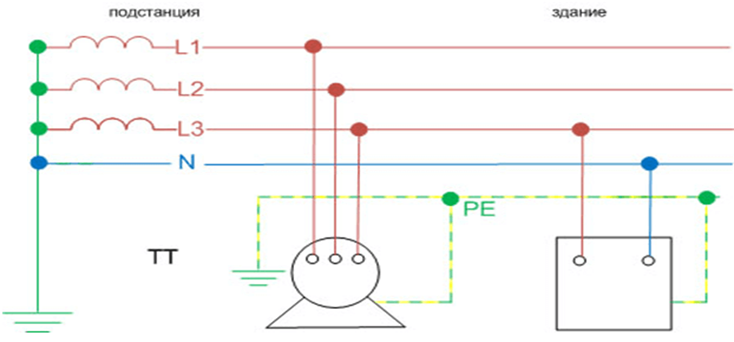 подстанция
здание
L1
L2
L3
N
PE
TT